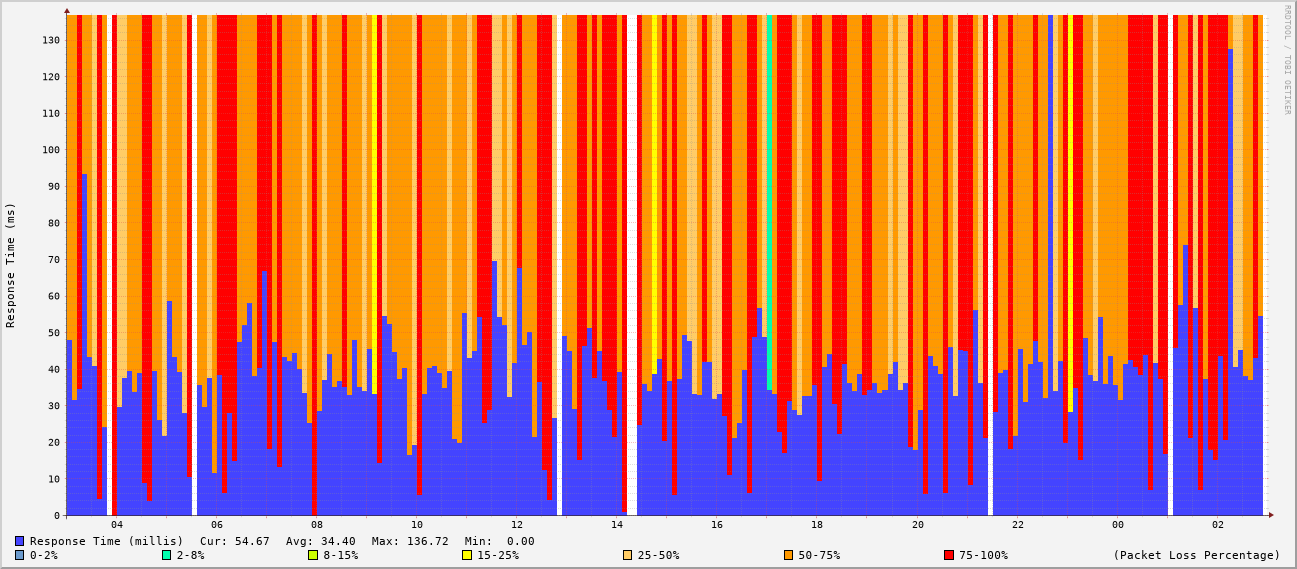 RRDTOOL / TOBI OETIKER
Response Time (ms)
130
120
110
100
90
80
70
60
50
40
30
20
10
0
04 06 08 10 12 14 16 18 20 22 00 02
Response Time (millis) Cur: 54.67 Avg: 34.40 Max: 136.72 Min: 0.00
0-2% 2-8% 8-15% 15-25% 25-50% 50-75% 75-100% (Packet Loss Percentage)